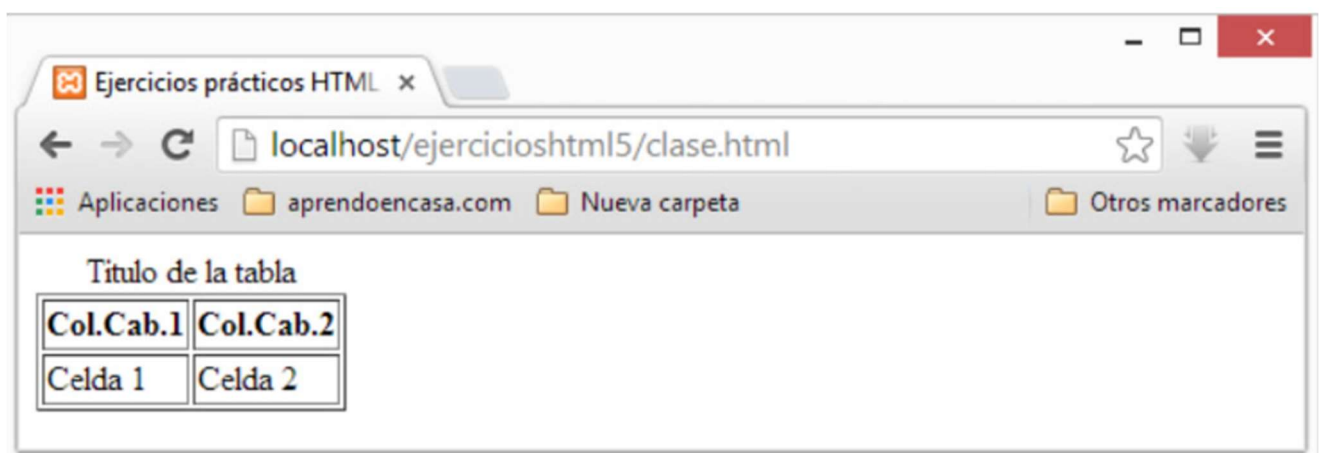 Ejercicios prácticos HTML
localhost/ejercicioshtml5/clase.html
Aplicaciones aprendoencasa.com Nueva carpeta Otros marcadores
Titulo de la tabla
Col.Cab.1 Col.Cab.2
Celda 1 Celda 2